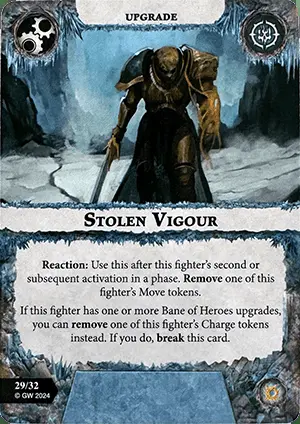 UPGRADE
STOLEN VIGOUR
Reaction: Use this after this fighter's second or
subsequent activation in a phase. Remove one of this
fighter's Move tokens.
If this fighter has one or more Bane of Heroes upgrades,
you can remove one of this fighter's Charge tokens
instead. If you do, break this card.
29/32
© GW 2024